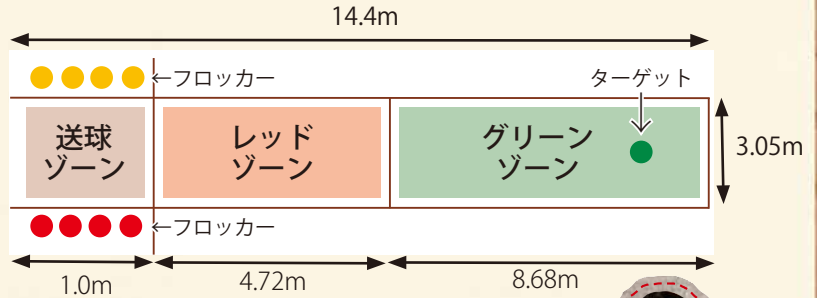 14.4m
←フロッカー
ターゲット
送球
ゾーン
レッド
ゾーン
グリーン
ゾーン
3.05m
←フロッカー
1.0m
4.72m
8.68m